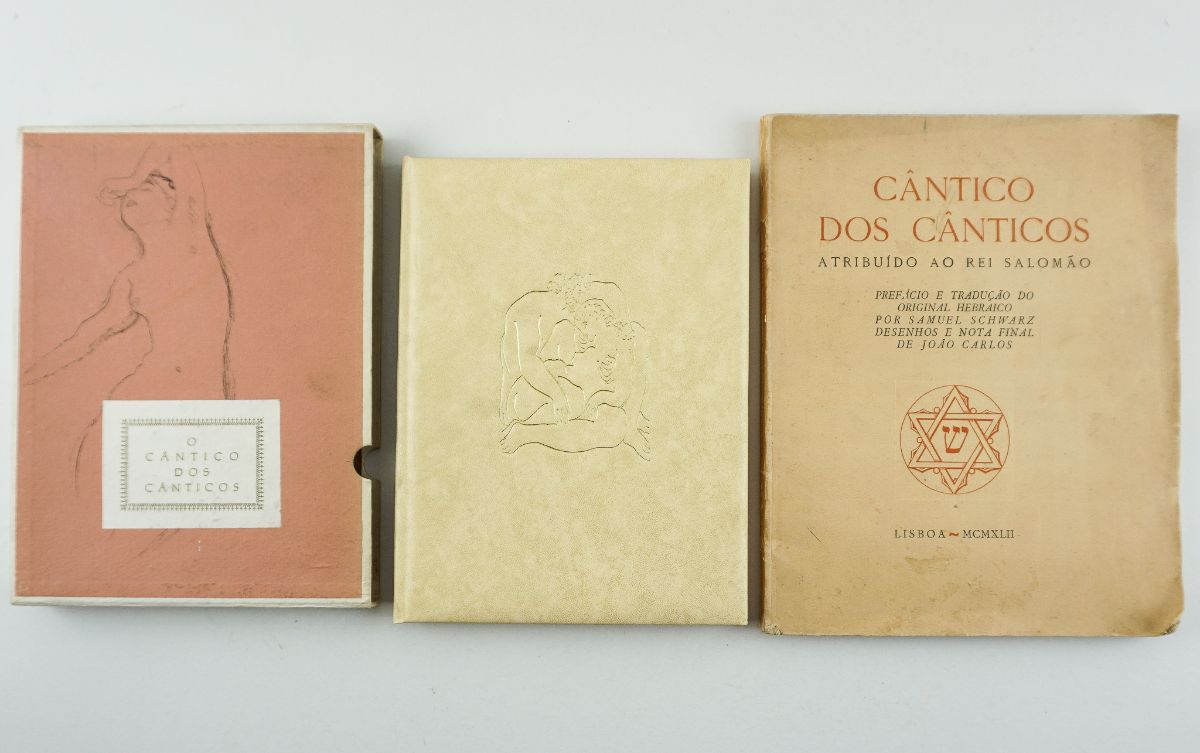 O
CÂNTICO
DOS
CÂNTICOS
CÂNTICO
DOS CÂNTICOS
ATRIBUÍDO AO REI SALOMÃO
PREFÁCIO E TRADUÇÃO DO
ORIGINAL HEBRAICO
POR SAMUEL SCHWARZ
DESENHOS E NOTA FINAL
DE JOÃO CARLOS
ש
LISBOA ~ MCMXLII